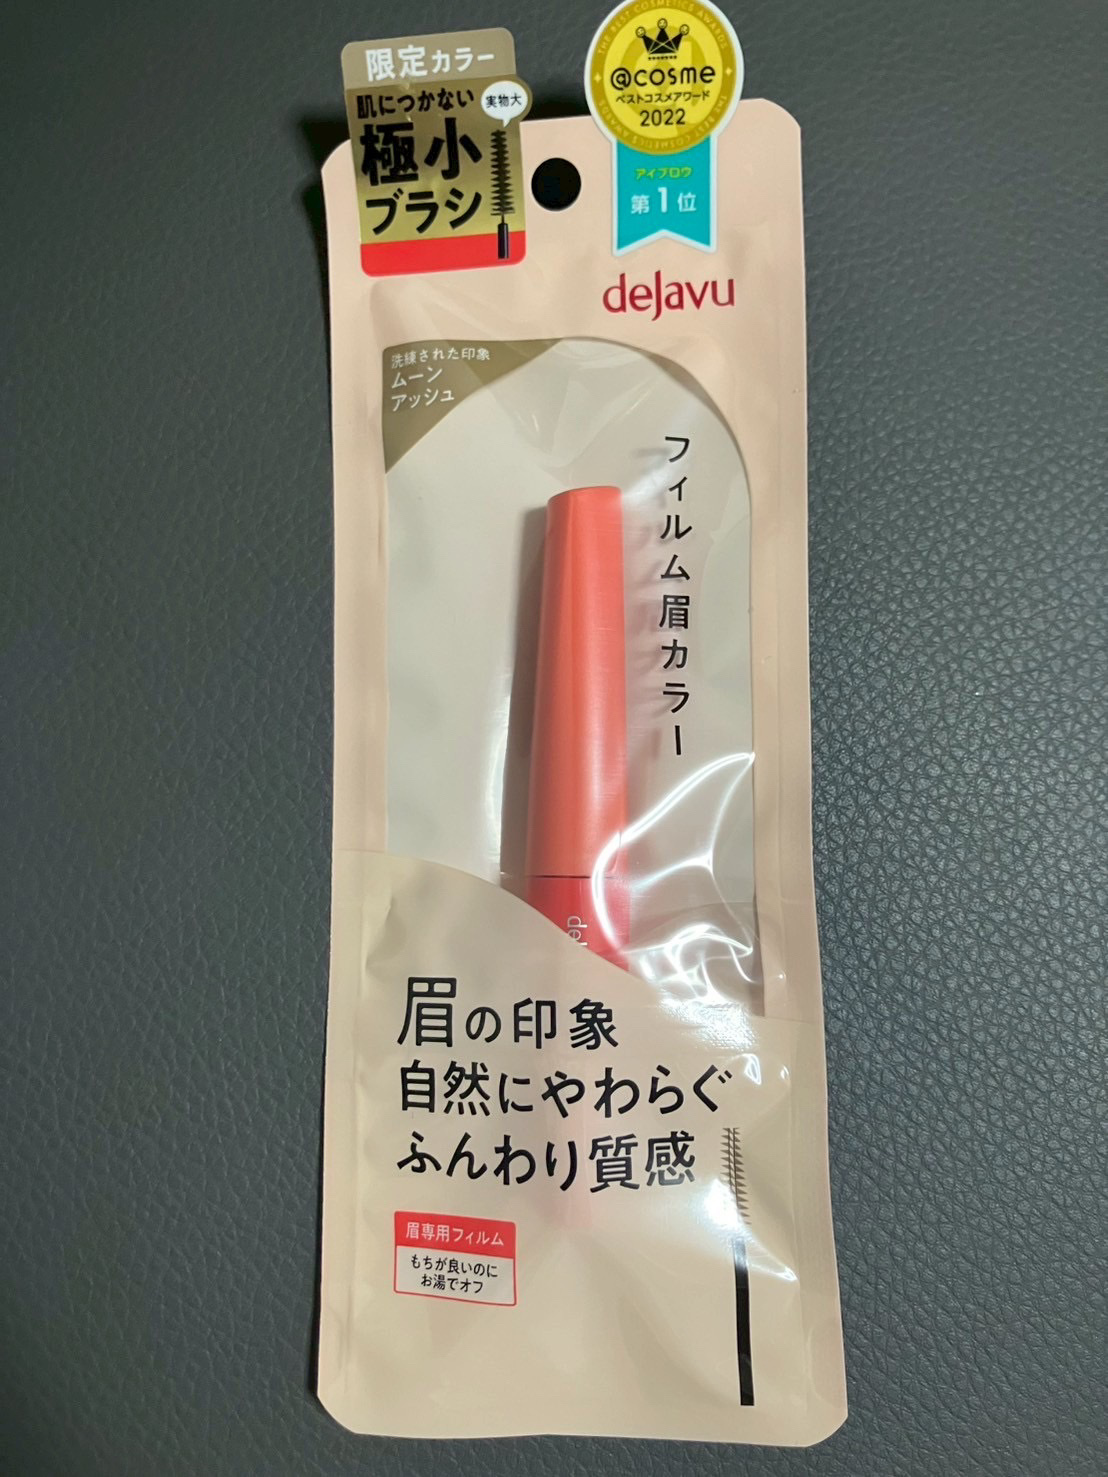 限定カラー
肌につかない
実物大
極小
ブラシ
THE BEST COSMETICS AWARDS
@cosme
ベストコスメアワード
2022
アイブロウ
第1位
dejavu
洗練された印象
ムーン
アッシュ
フィルム眉カラー
眉の印象
自然にやわらぐ
ふんわり質感
眉専用フィルム
もちが良いのに
お湯でオフ